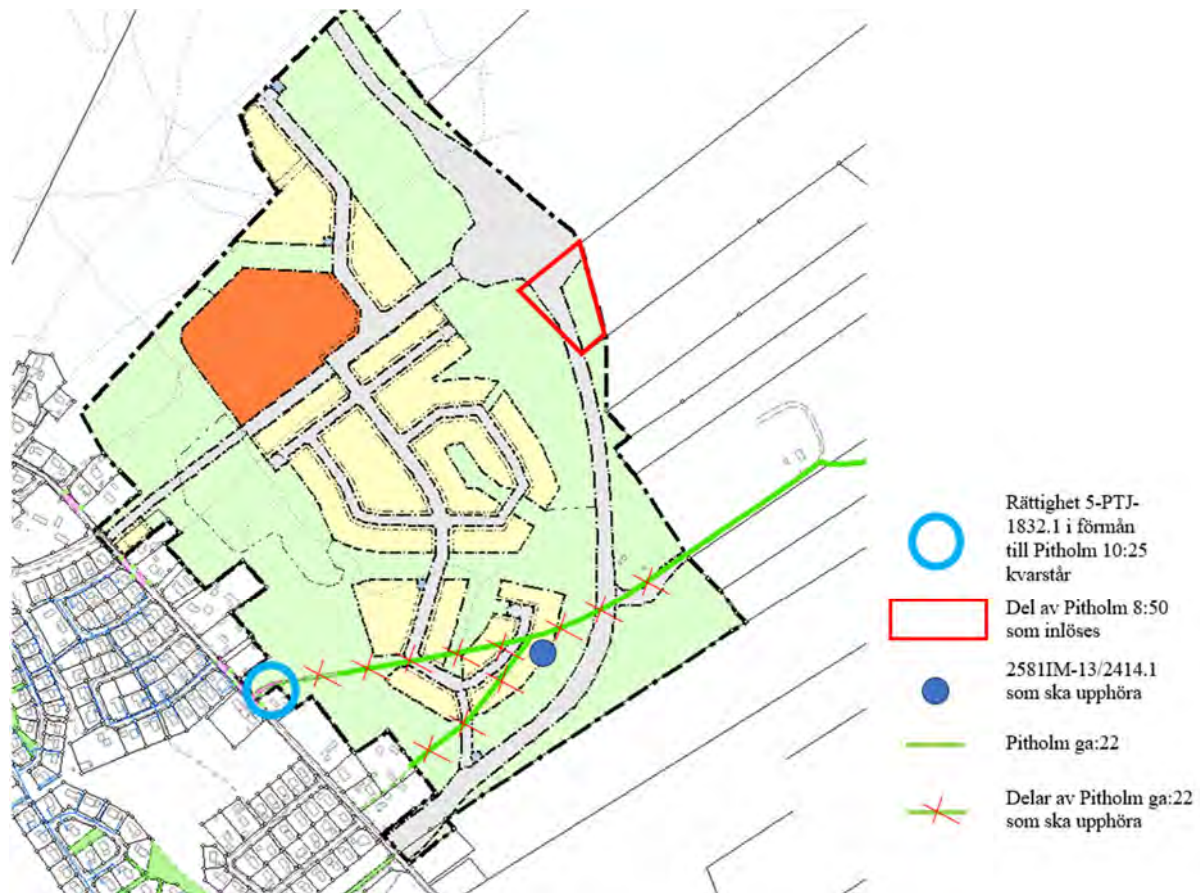 Rättighet 5-PTJ-
1832.1 i förmån
till Pitholm 10:25
kvarstår
Del av Pitholm 8:50
som inlöses
2581IM-13/2414.1
som ska upphöra
Pitholm ga:22
Delar av Pitholm ga:22
som ska upphöra